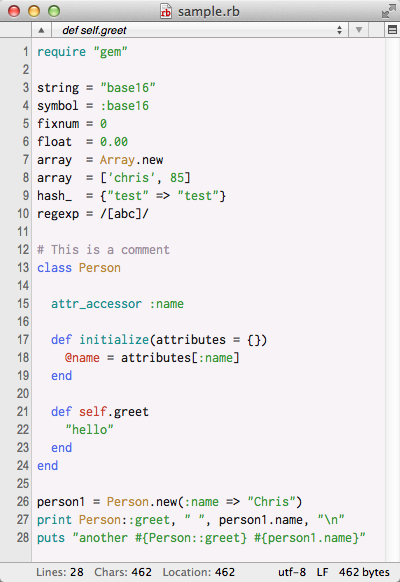 sample.rb
def self.greet
1 require "gem"
2
3 string = "base16"
4 symbol = :base16
5 fixnum = 0
6 float  = 0.00
7 array  = Array.new
8 array  = ['chris', 85]
9 hash_  = {"test" => "test"}
10 regexp = /[abc]/
11
12 # This is a comment
13 class Person
14
15   attr_accessor :name
16
17   def initialize(attributes = {})
18     @name = attributes[:name]
19   end
20
21   def self.greet
22     "hello"
23   end
24 end
25
26 person1 = Person.new(:name => "Chris")
27 print Person::greet, " ", person1.name, "\n"
28 puts "another #{Person::greet} #{person1.name}"
Lines: 28 Chars: 462 Location: 462 utf-8 LF 462 bytes